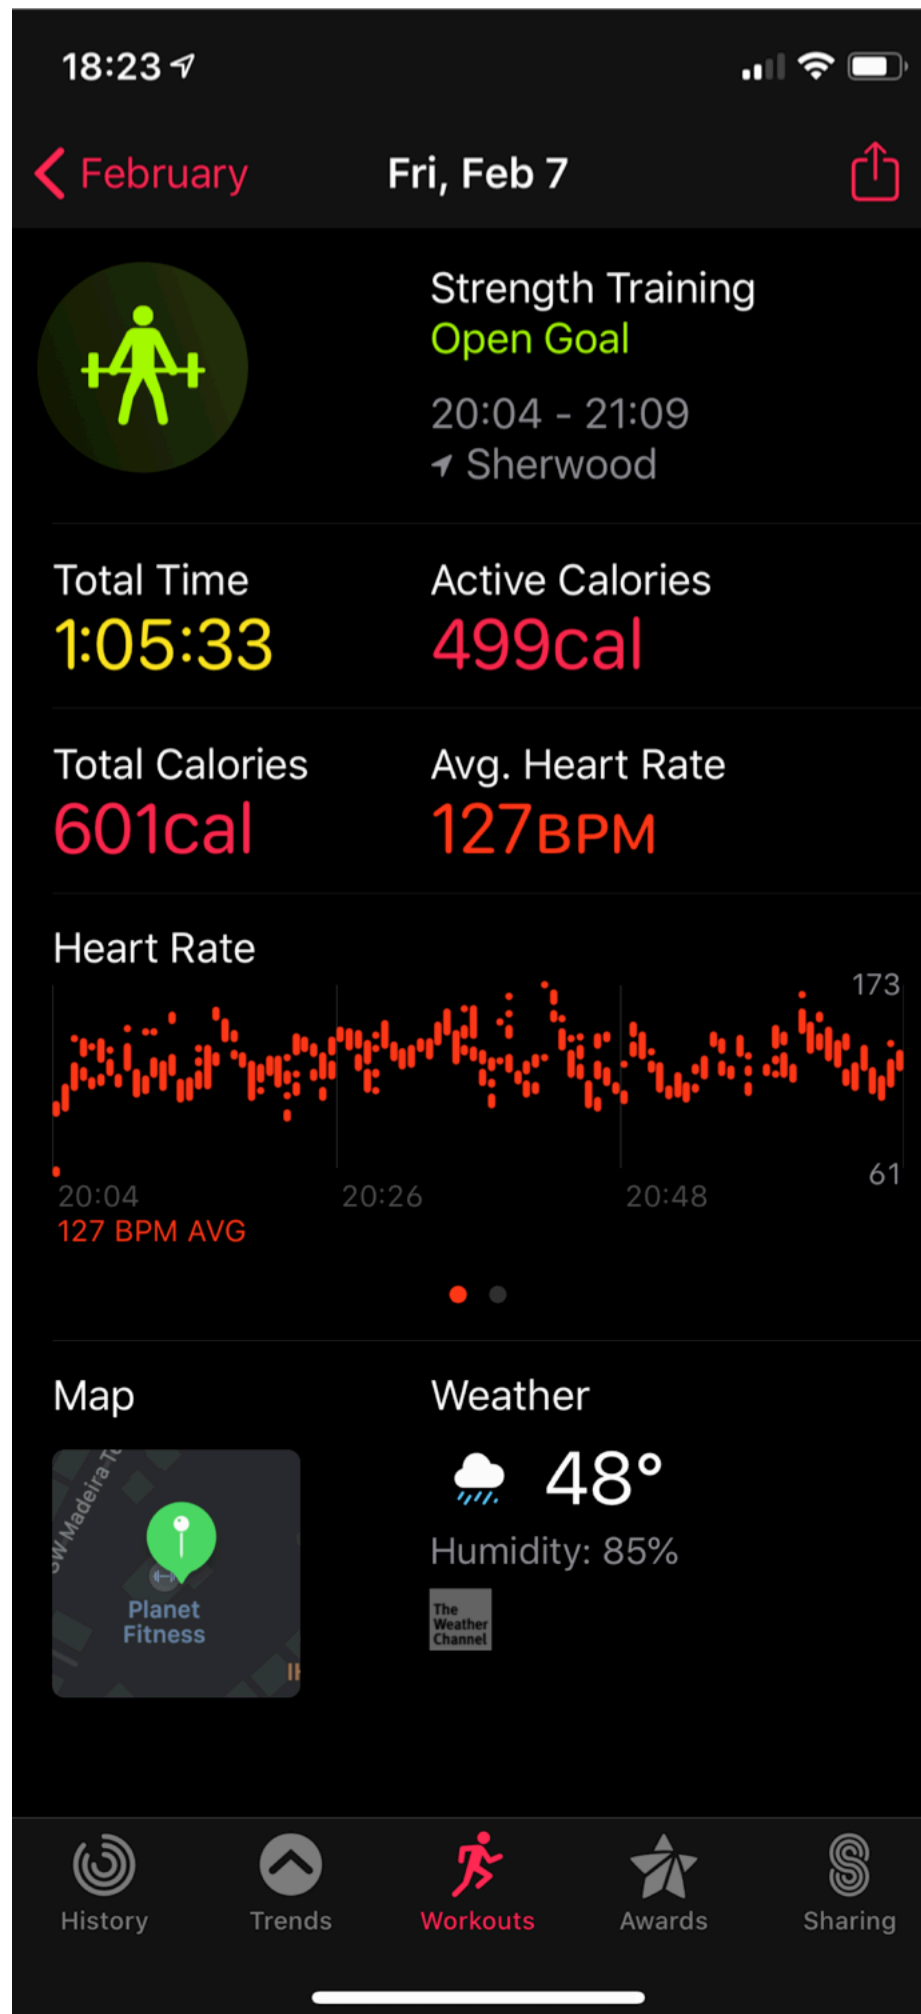 18:23
February
Fri, Feb 7
Strength Training
Open Goal
20:04 - 21:09
Sherwood
Total Time
Active Calories
1:05:33
499cal
Total Calories
Avg. Heart Rate
601cal
127BPM
Heart Rate
173
61
20:04
20:26
20:48
127 BPM AVG
Map
Weather
48°
Humidity: 85%
The
Weather
Channel
SW Madeira
Planet
Fitness
History
Trends
Workouts
Awards
Sharing